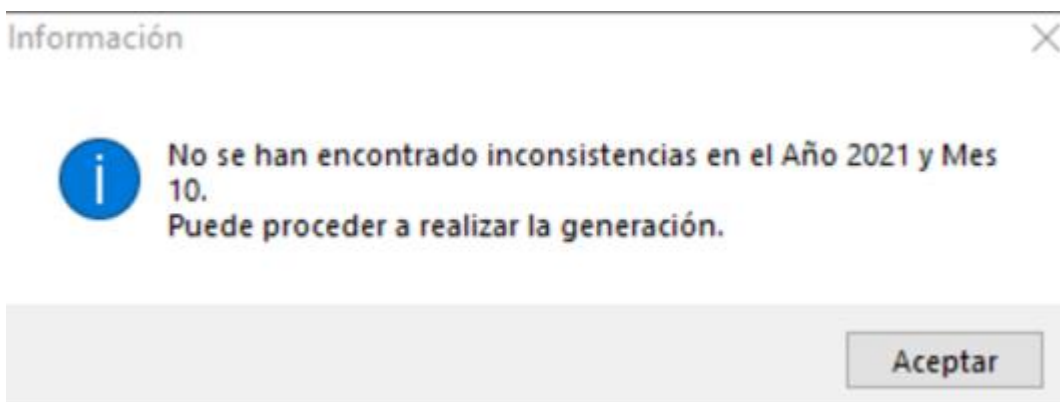 Información
No se han encontrado inconsistencias en el Año 2021 y Mes
10.
Puede proceder a realizar la generación.
Aceptar